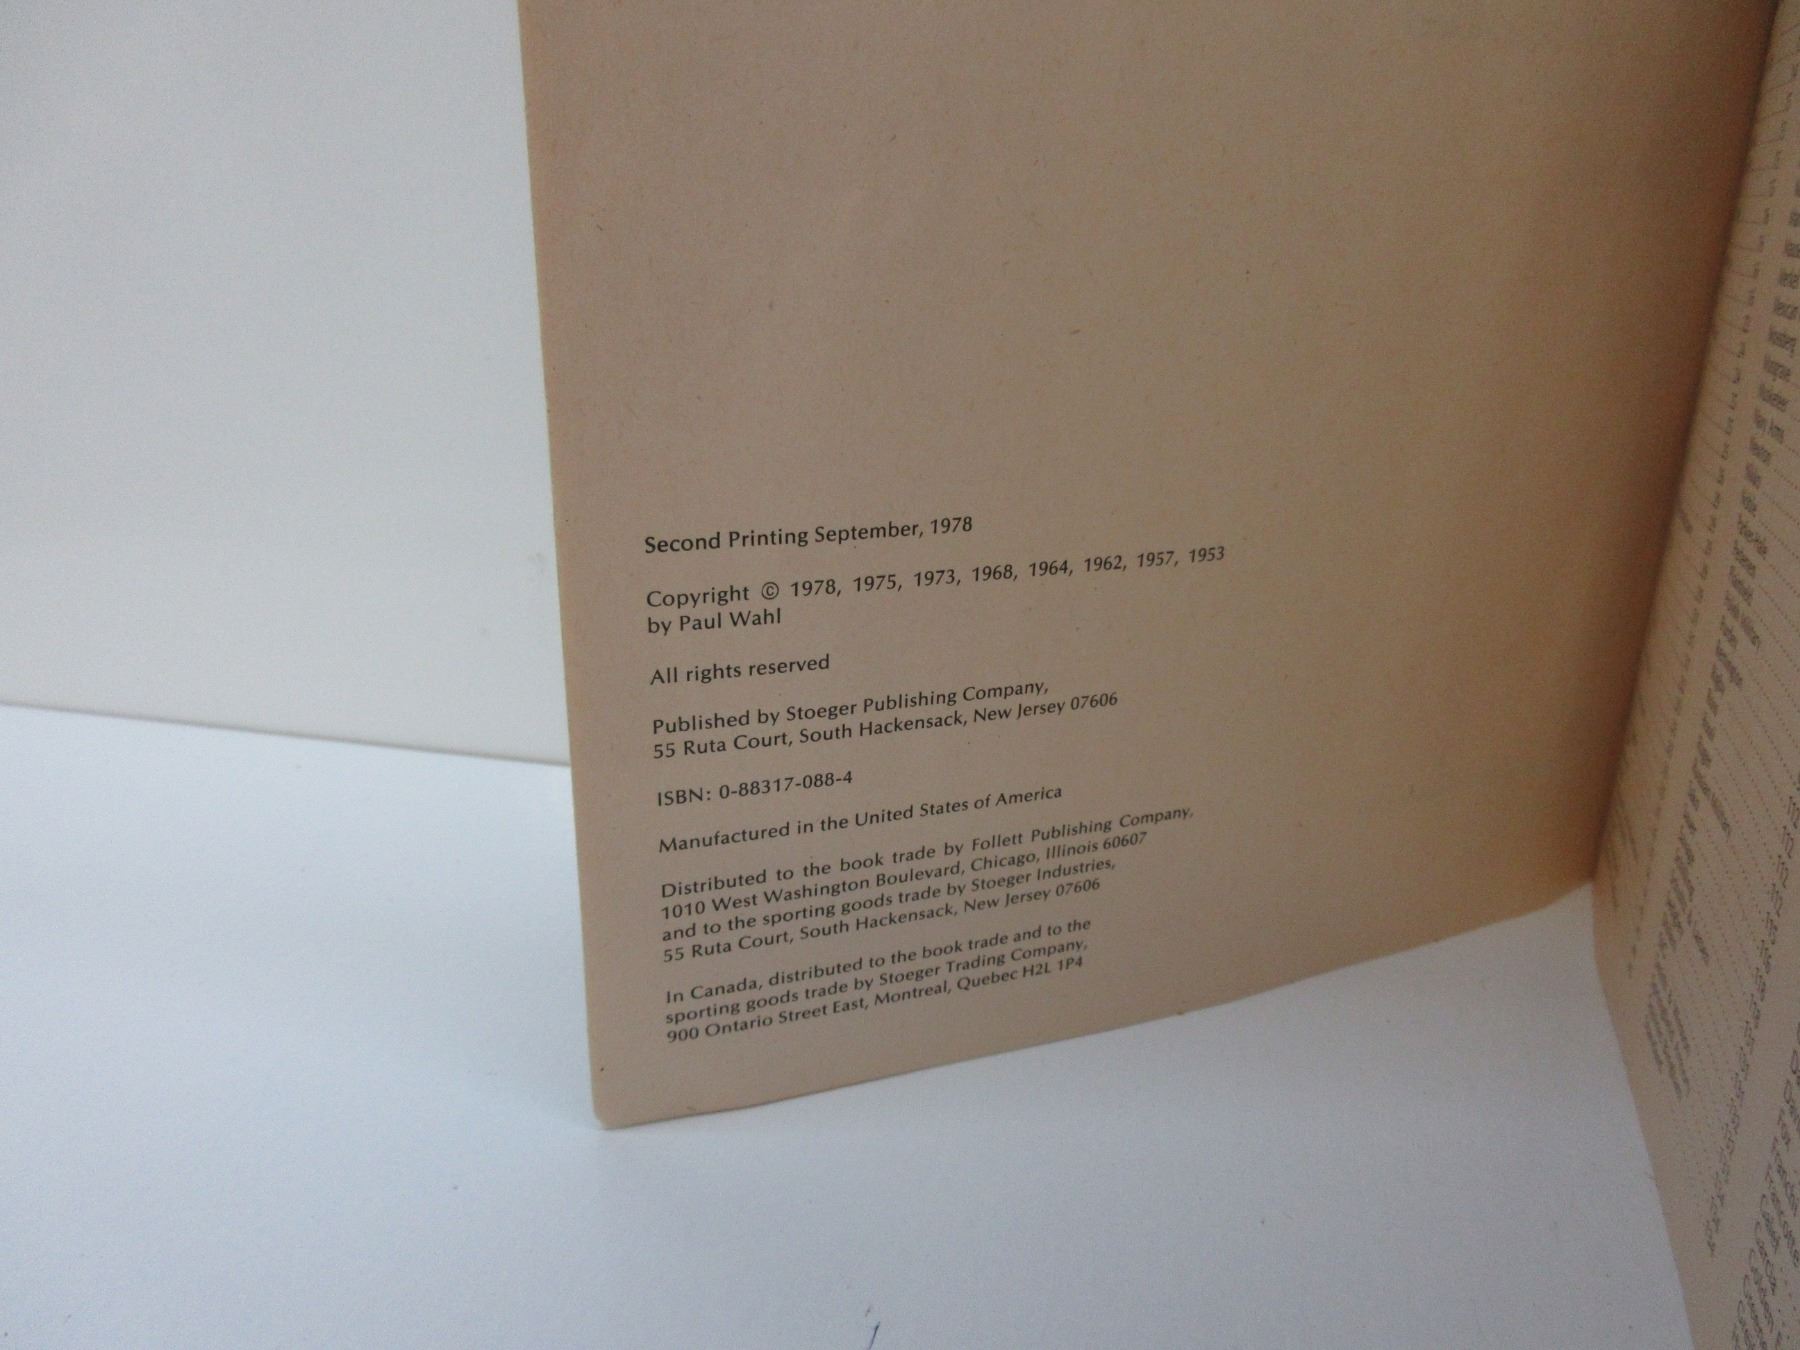 Second Printing September, 1978
Copyright © 1978, 1975, 1973, 1968, 1964, 1962, 1957, 1953
by Paul Wahl
All rights reserved
Published by Stoeger Publishing Company,
55 Ruta Court, South Hackensack, New Jersey 07606
ISBN: 0-88317-088-4
Manufactured in the United States of America
Distributed to the book trade by Follett Publishing Company,
1010 West Washington Boulevard, Chicago, Illinois 60607
and to the sporting goods trade by Stoeger Industries,
55 Ruta Court, South Hackensack, New Jersey 07606
In Canada, distributed to the book trade and to the
sporting goods trade by Stoeger Trading Company,
900 Ontario Street East, Montreal, Quebec H2L 1P4